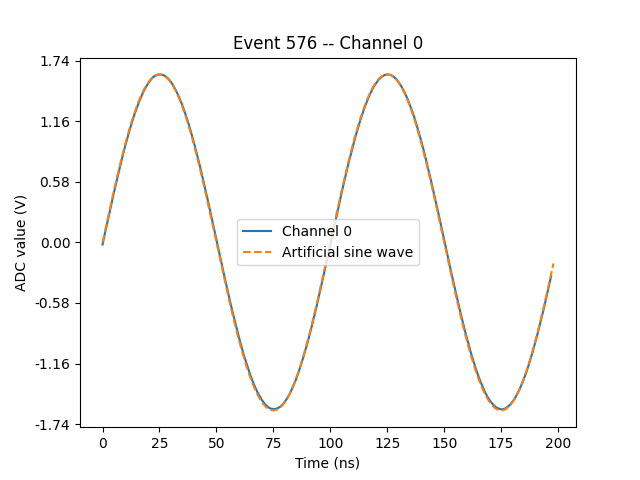 Event 576 -- Channel 0
ADC value (V)
1.74
1.16
0.58
0.00
-0.58
-1.16
-1.74
Channel 0
Artificial sine wave
0 25 50 75 100 125 150 175 200
Time (ns)